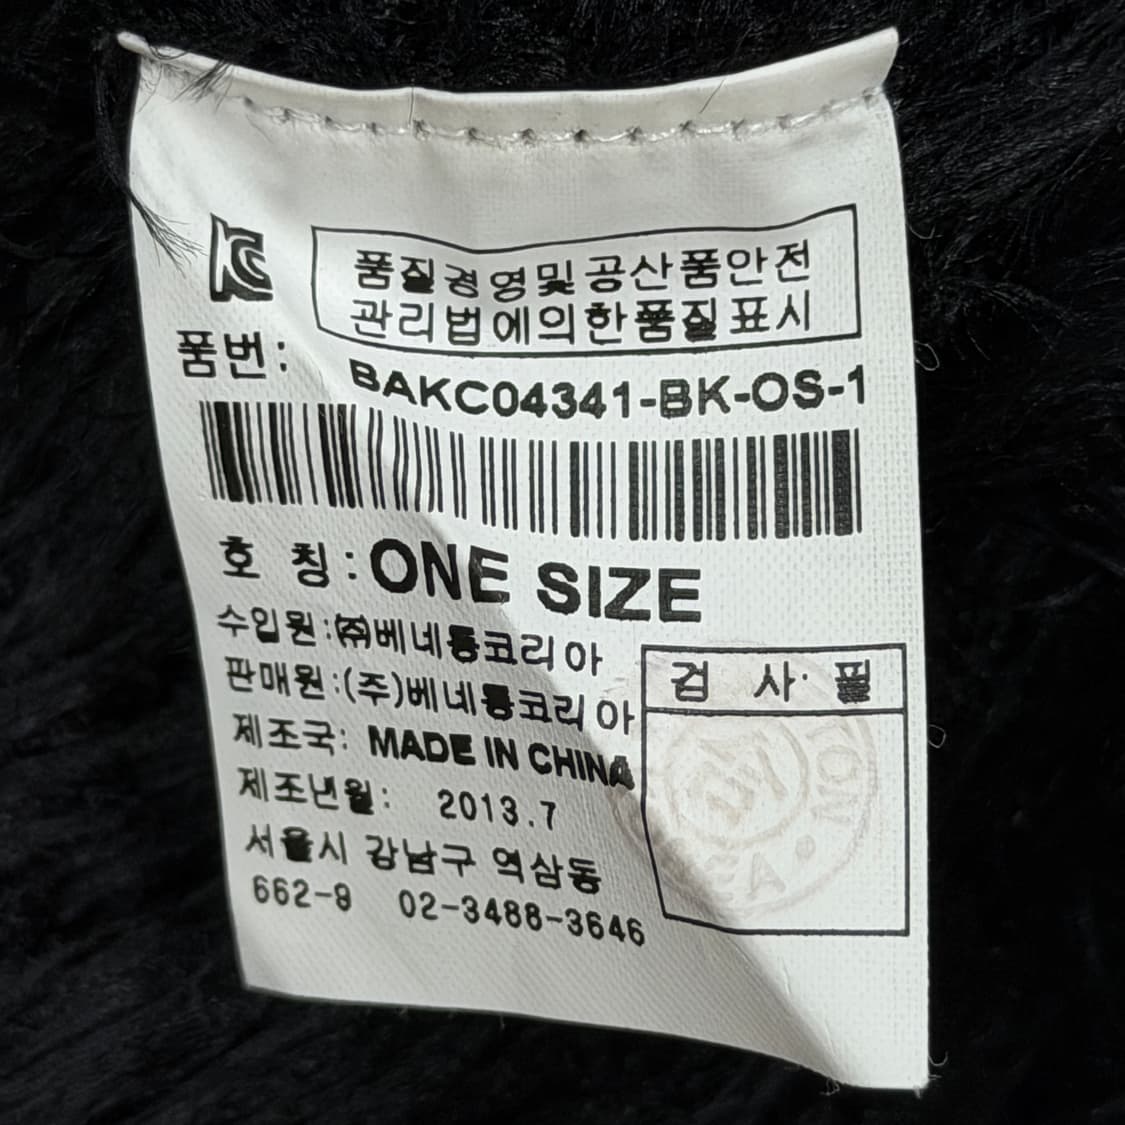 품질경영및공산품안전
관리법에의한품질표시
품번: BAKC04341-BK-OS-1
호 칭: ONE SIZE
수입원:(주)베네통코리아
판매원:(주)베네통코리아
제조국: MADE IN CHINA
제조년월: 2013.7
서울시 강남구 역삼동
662-9 02-3488-3646
검 사 필